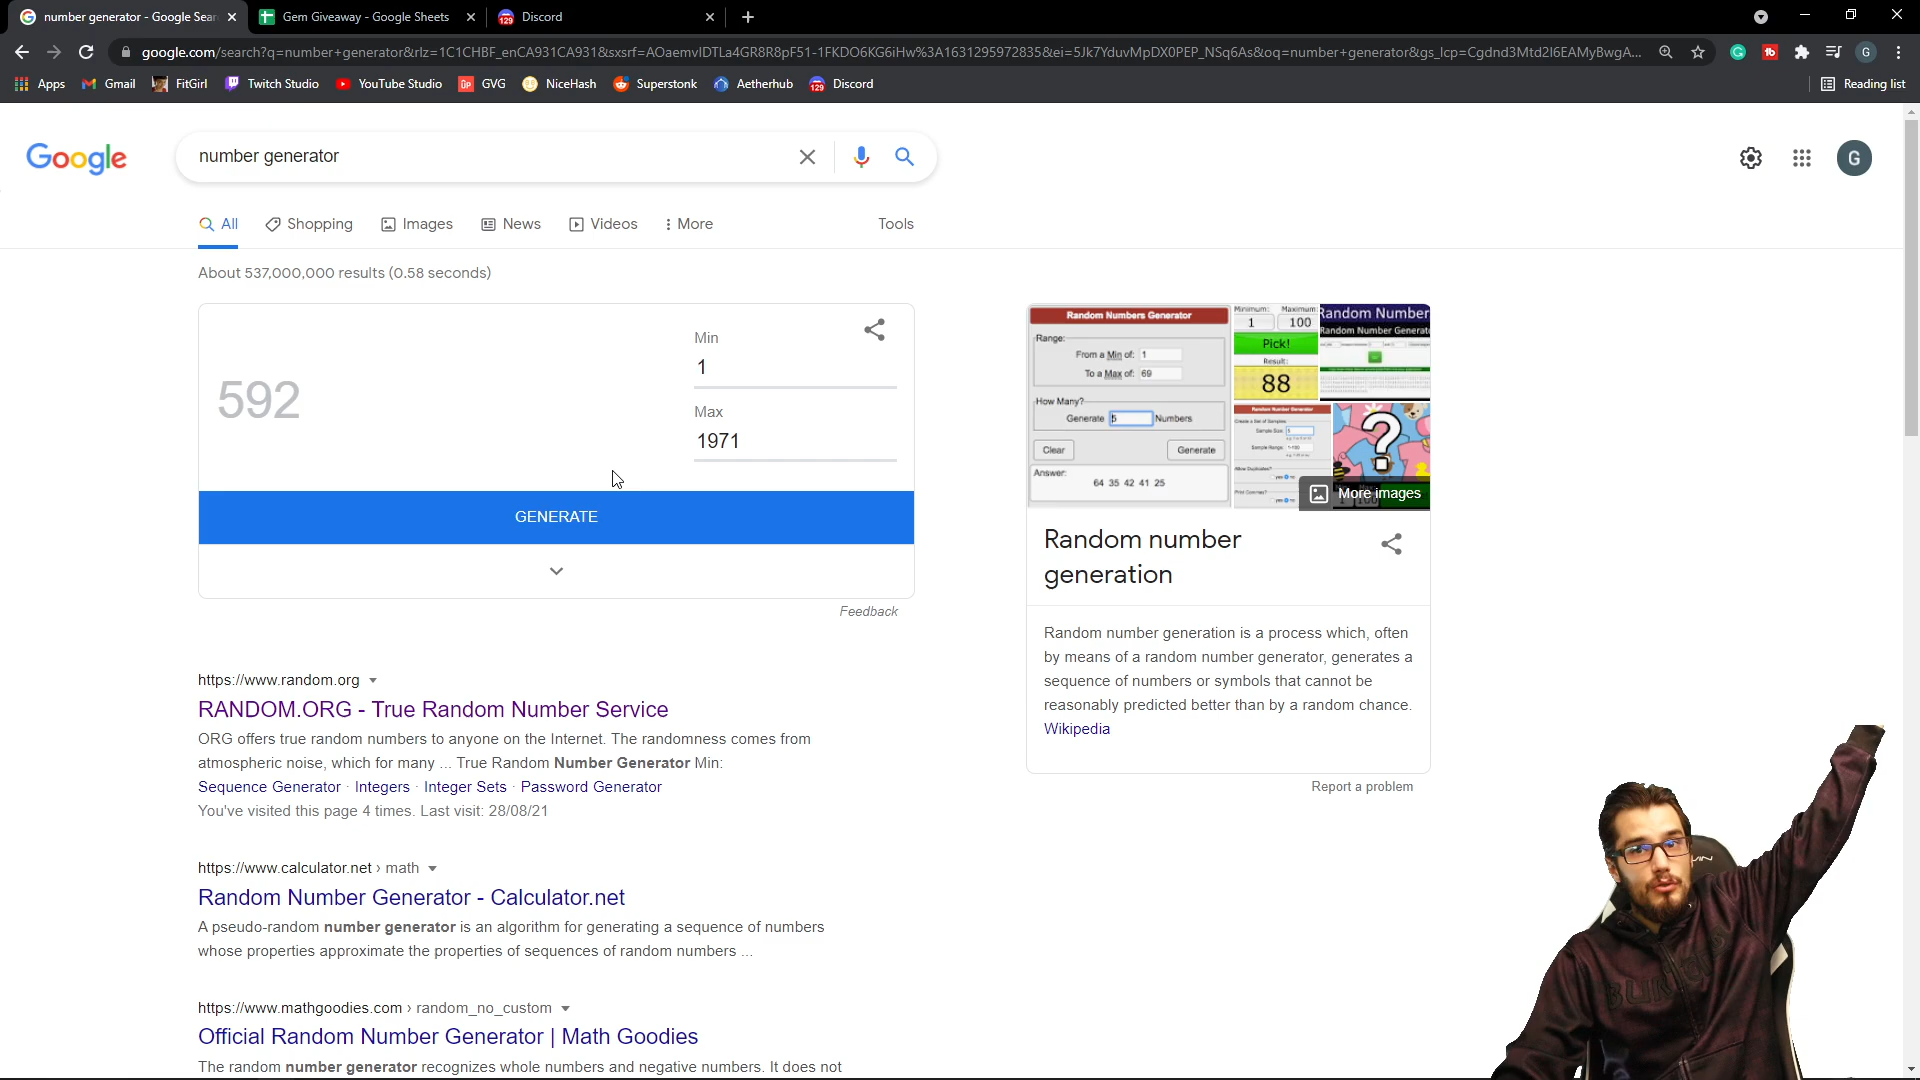 number generator - Google Sear
Gem Giveaway - Google Sheets
129
Discord
google.com/search?q=number+generator&rlz=1C1CHBF_enCA931CA931&sxsrf=AOaemvIDTLa4GR8R8pF51-1FKDO6KG6iHw%3A1631295972835&ei=5Jk7YduvMpDX0PEP_NSq6As&oq=number+generator&gs_lcp=Cgdnd3Mtd2l6EAMyBwgA...
Apps
Gmail
FitGirl
Twitch Studio
YouTube Studio
GVG
NiceHash
Superstonk
Aetherhub
Discord
Reading list
Google
number generator
G
All
Shopping
Images
News
Videos
More
Tools
About 537,000,000 results (0.58 seconds)
592
Min
1
Max
1971
GENERATE
Feedback
Random Numbers Generator
Range:
From a Min of: 1
To a Max of: 69
How Many?
Generate 5 Numbers
Clear
Generate
Answer:
64 35 42 41 25
Minimum: Maximum:
1 100
Pick!
Result:
88
Random Number
Random Number Generat
More images
Random number
generation
Random number generation is a process which, often
by means of a random number generator, generates a
sequence of numbers or symbols that cannot be
reasonably predicted better than by a random chance.
Wikipedia
Report a problem
https://www.random.org
RANDOM.ORG - True Random Number Service
ORG offers true random numbers to anyone on the Internet. The randomness comes from
atmospheric noise, which for many ... True Random Number Generator Min:
Sequence Generator · Integers · Integer Sets · Password Generator
You've visited this page 4 times. Last visit: 28/08/21
https://www.calculator.net › math
Random Number Generator - Calculator.net
A pseudo-random number generator is an algorithm for generating a sequence of numbers
whose properties approximate the properties of sequences of random numbers ...
https://www.mathgoodies.com › random_no_custom
Official Random Number Generator | Math Goodies
The random number generator recognizes whole numbers and negative numbers. It does not